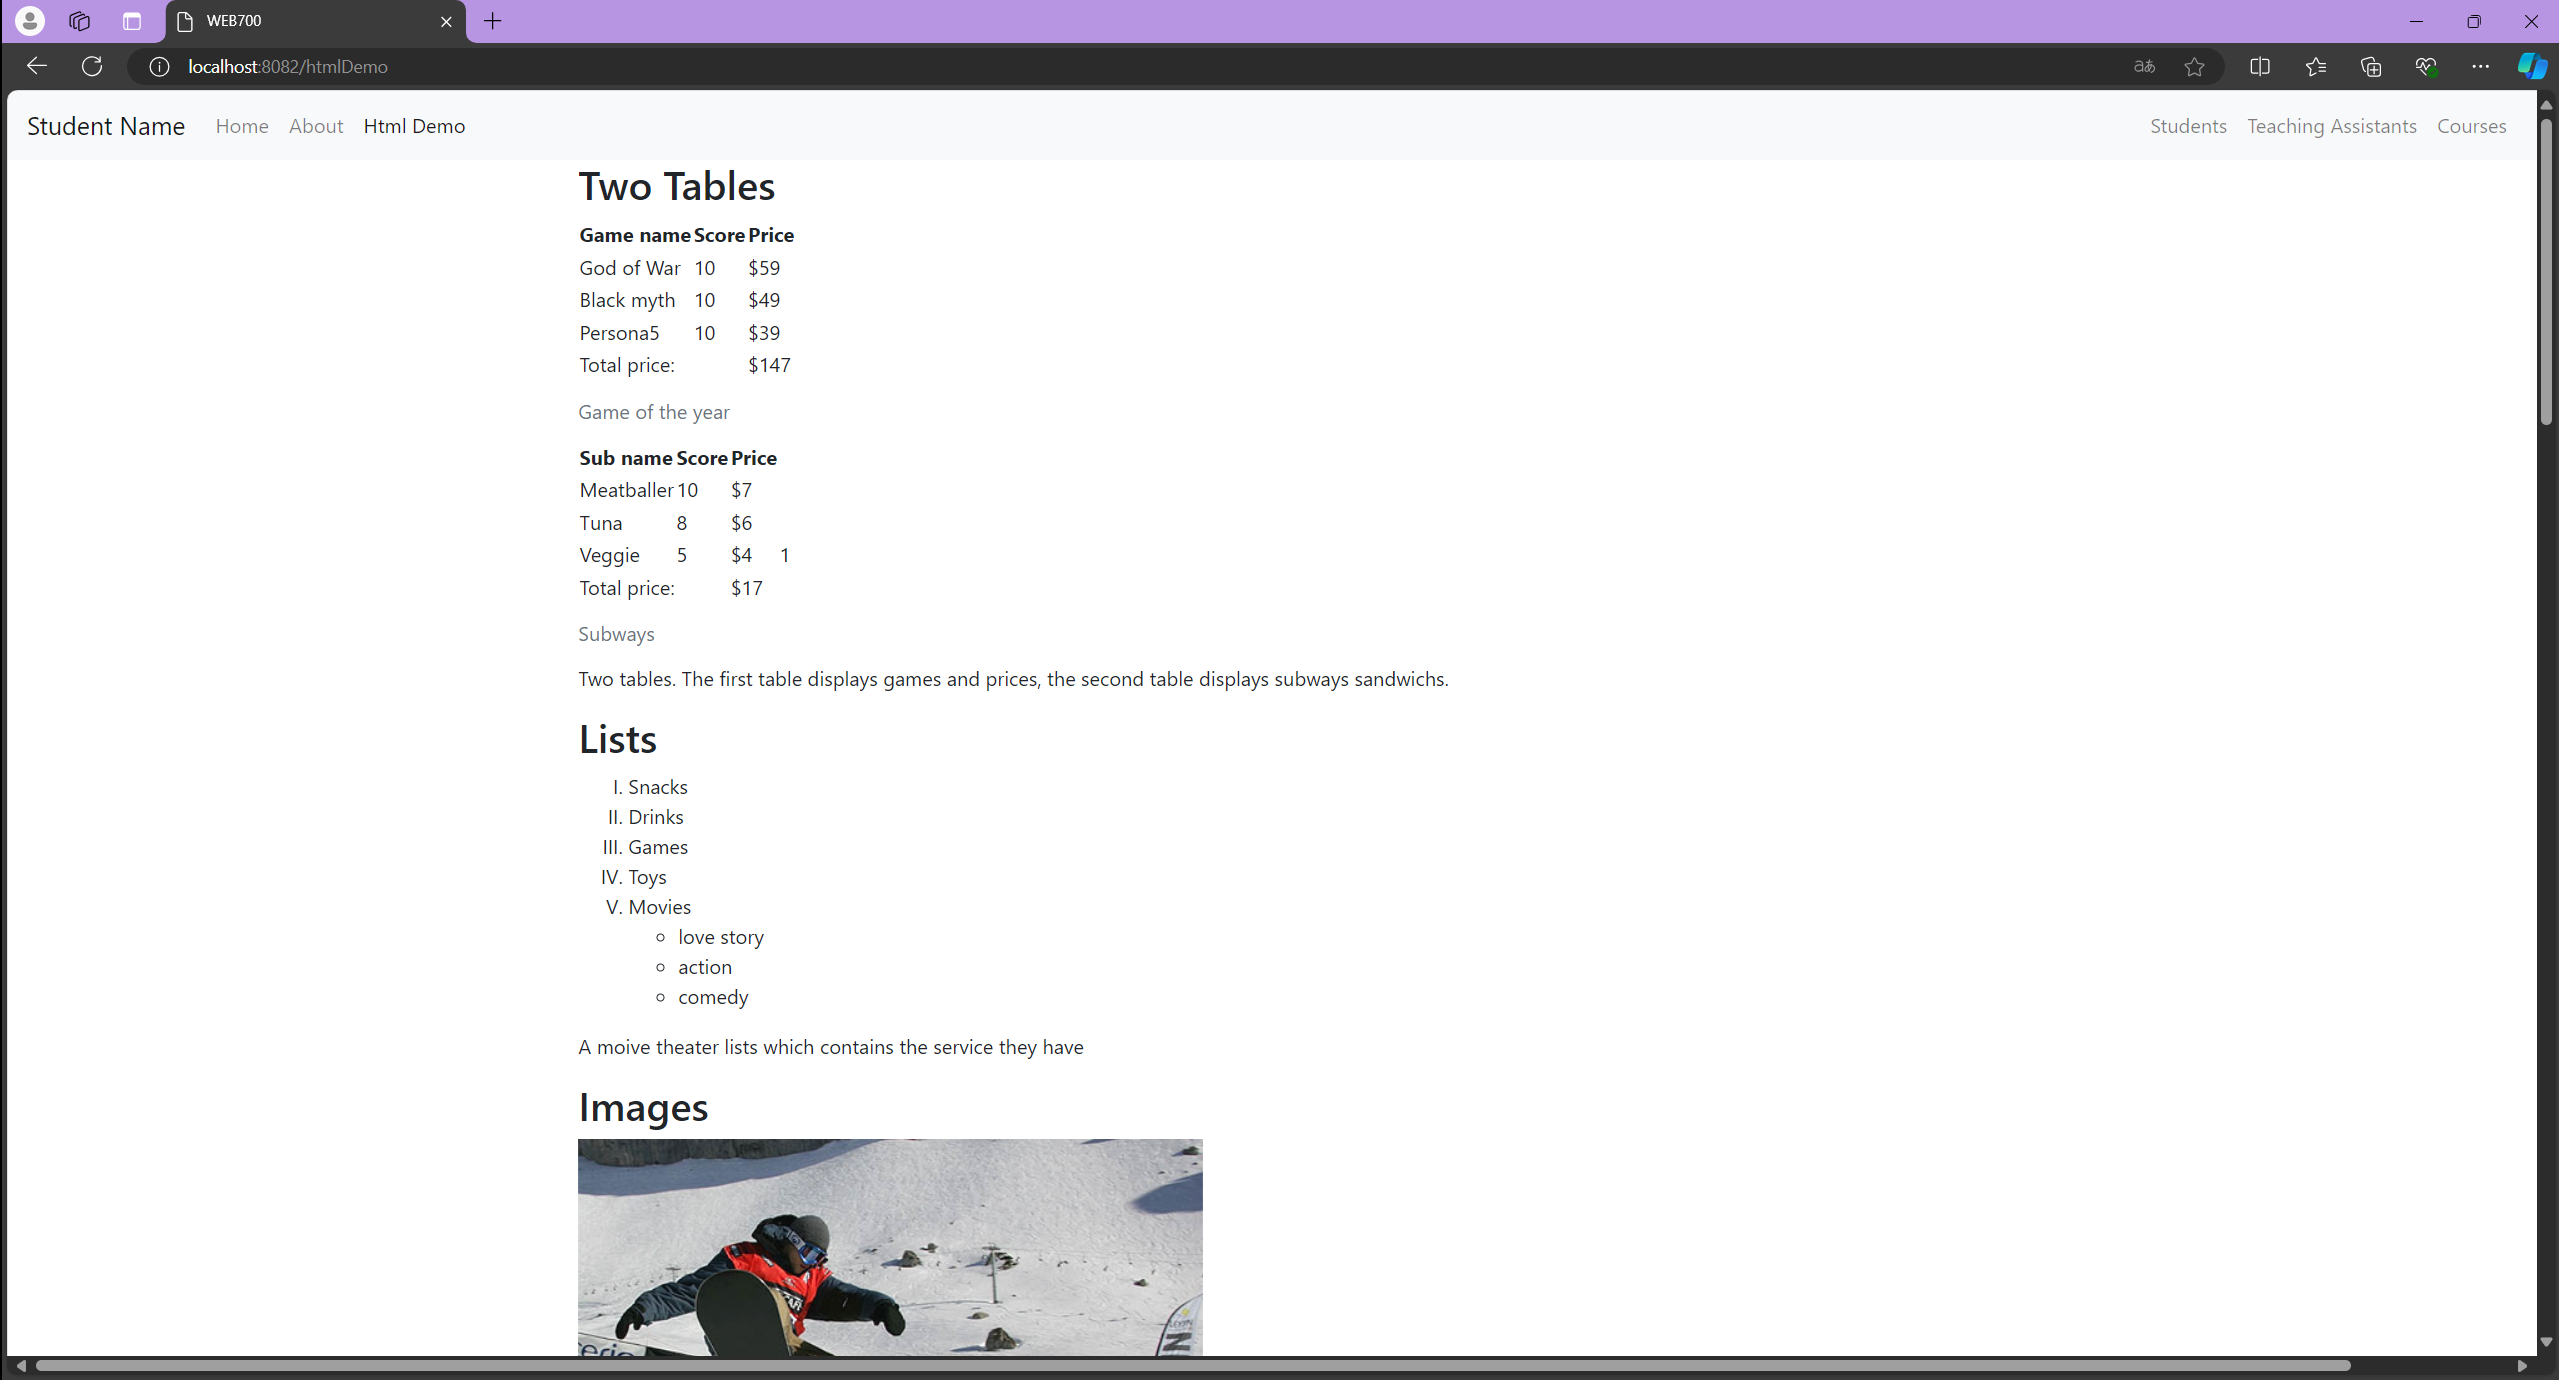 WEB700
localhost:8082/htmlDemo
Student Name Home About Html Demo Students Teaching Assistants Courses
Two Tables
Game name Score Price
God of War 10 $59
Black myth 10 $49
Persona5 10 $39
Total price: $147
Game of the year
Sub name Score Price
Meatballer 10 $7
Tuna 8 $6
Veggie 5 $4 1
Total price: $17
Subways
Two tables. The first table displays games and prices, the second table displays subways sandwichs.
Lists
I. Snacks
II. Drinks
III. Games
IV. Toys
V. Movies
love story
action
comedy
A moive theater lists which contains the service they have
Images